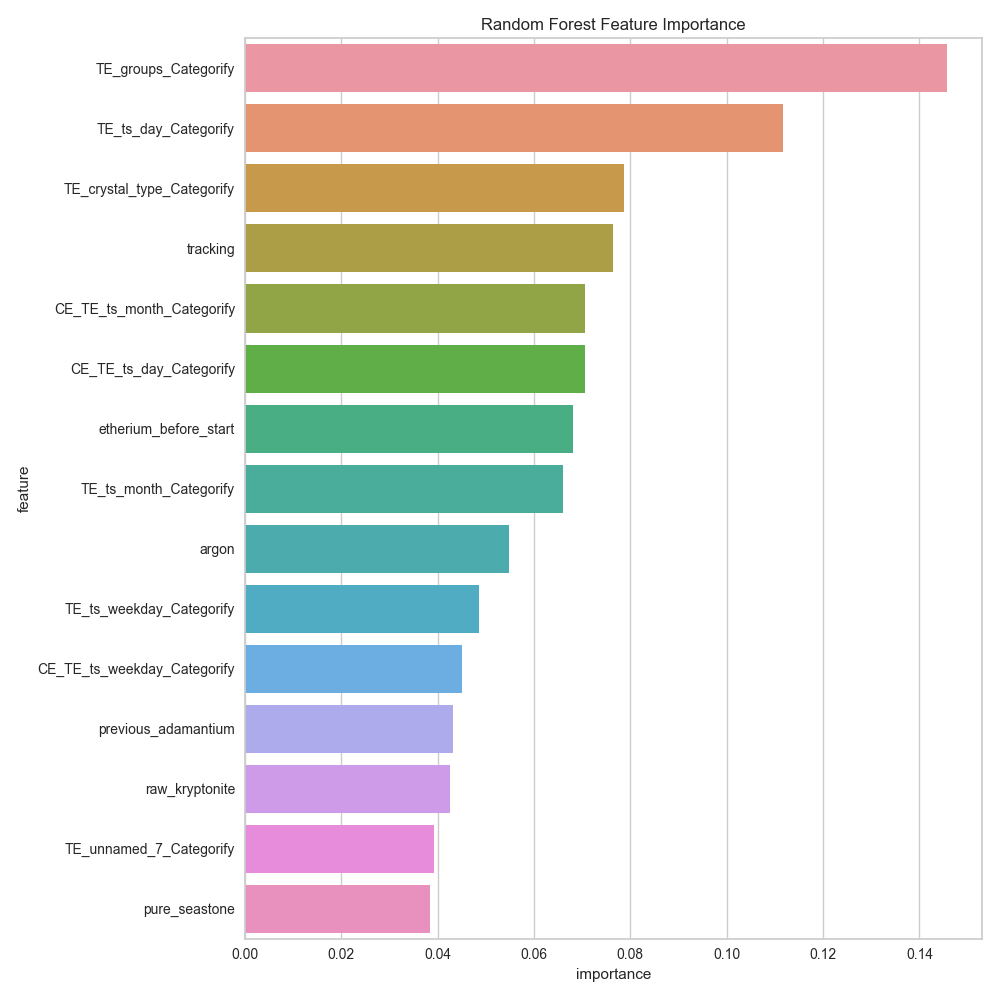 Random Forest Feature Importance
TE_groups_Categorify
TE_ts_day_Categorify
TE_crystal_type_Categorify
tracking
CE_TE_ts_month_Categorify
CE_TE_ts_day_Categorify
etherium_before_start
TE_ts_month_Categorify
argon
TE_ts_weekday_Categorify
CE_TE_ts_weekday_Categorify
previous_adamantium
raw_kryptonite
TE_unnamed_7_Categorify
pure_seastone
feature
0.00 0.02 0.04 0.06 0.08 0.10 0.12 0.14
importance